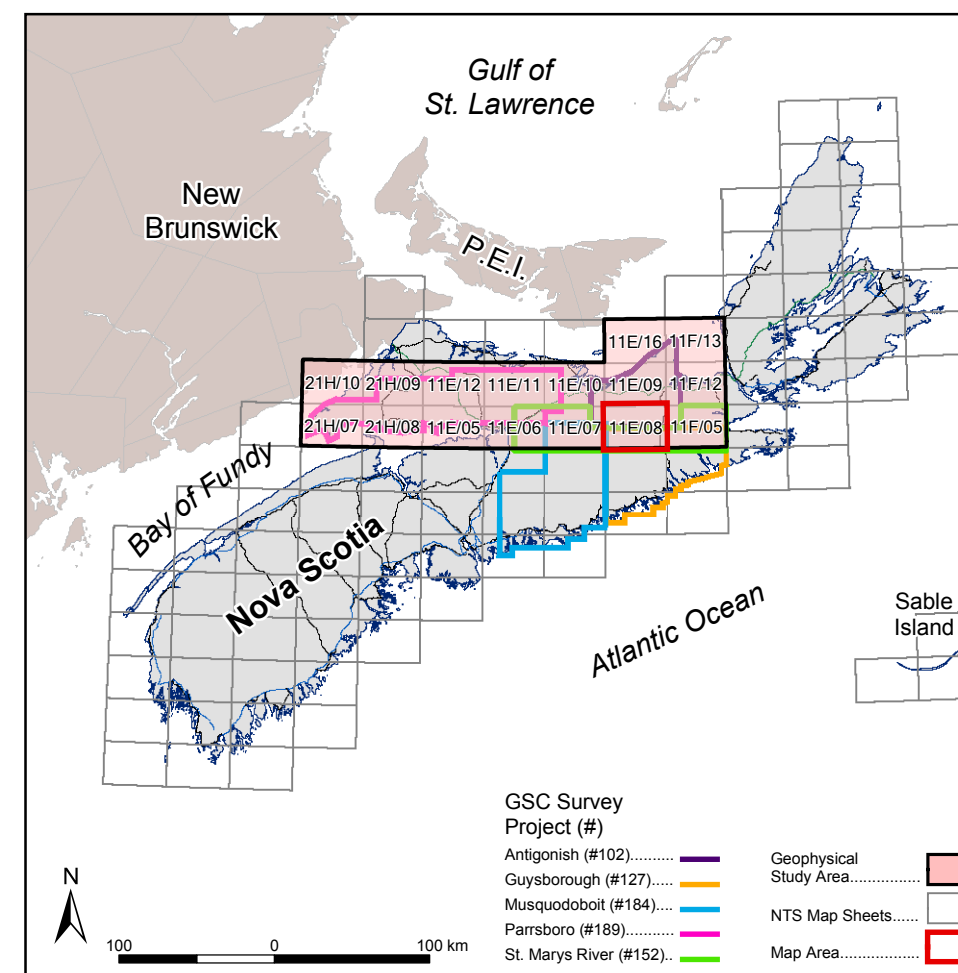 Gulf of
St. Lawrence
New
Brunswick
P.E.I.
11E/16 11F/13
21H/10 21H/09 11E/12 11E/11 11E/10 11E/09 11F/12
21H/07 21H/08 11E/05 11E/06 11E/07 11E/08 11F/05
Bay of Fundy
Nova Scotia
Atlantic Ocean
Sable
Island
GSC Survey
Project (#)
Antigonish (#102)..........
Guysborough (#127).....
Musquodoboit (#184)....
Parrsboro (#189)...........
St. Marys River (#152)..
Geophysical
Study Area................
NTS Map Sheets......
Map Area.................
N
100 0 100 km